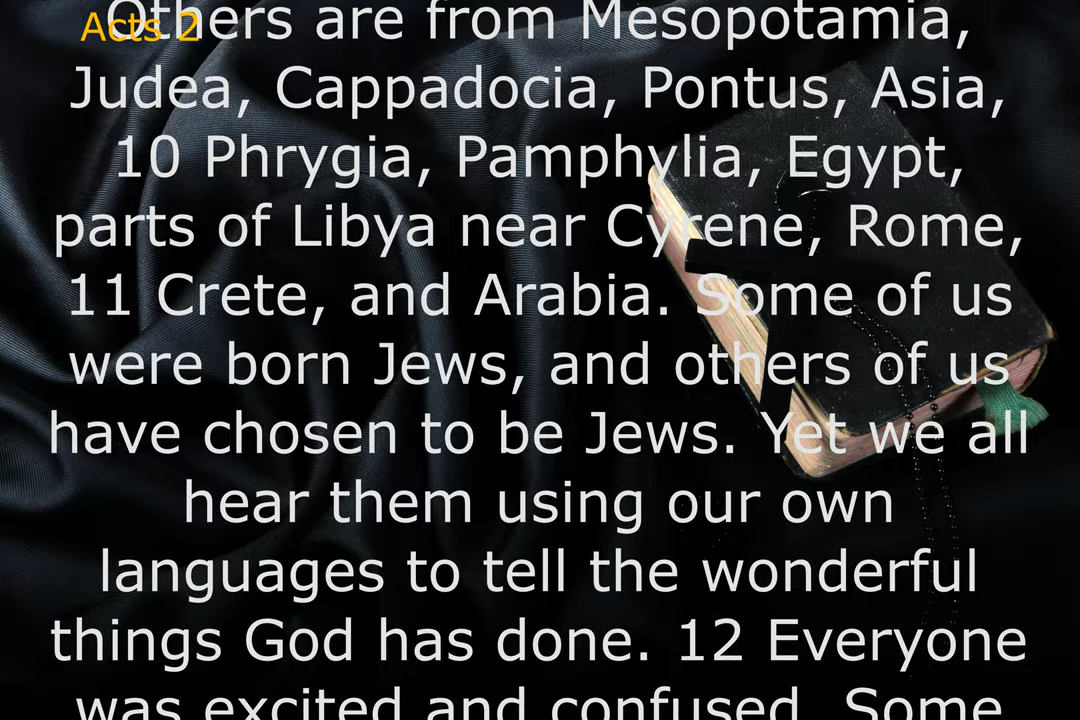 Acts 2
Others are from Mesopotamia,
Judea, Cappadocia, Pontus, Asia,
10 Phrygia, Pamphylia, Egypt,
parts of Libya near Cyrene, Rome,
11 Crete, and Arabia. Some of us
were born Jews, and others of us
have chosen to be Jews. Yet we all
hear them using our own
languages to tell the wonderful
things God has done. 12 Everyone
was excited and confused. Some